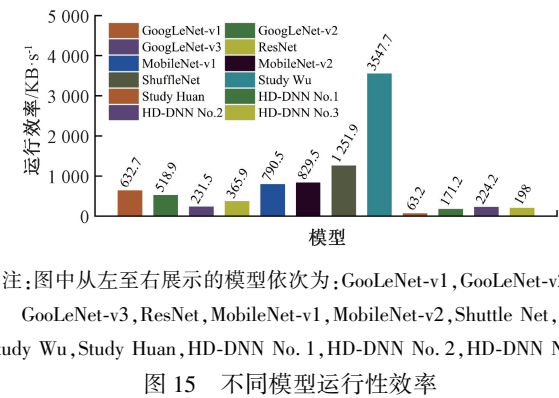 5 000
4 000
3 000
2 000
1 000
0
运行效率/KB·s-1
GoogLeNet-v1 GoogLeNet-v2
GoogLeNet-v3 ResNet
MobileNet-v1 MobileNet-v2
ShuffleNet Study Wu
Study Huan HD-DNN No.1
HD-DNN No.2 HD-DNN No.3
632.7 518.9 231.5 365.9 790.5 829.5 1 251.9 3547.7 63.2 171.2 224.2 198
模型
注:图中从左至右展示的模型依次为:GooLeNet-v1,GooLeNet-v2
GooLeNet-v3,ResNet,MobileNet-v1,MobileNet-v2,Shuttle Net,
Wu,Study Huan,HD-DNN No. 1,HD-DNN No. 2,HD-DNN
图 15 不同模型运行性效率